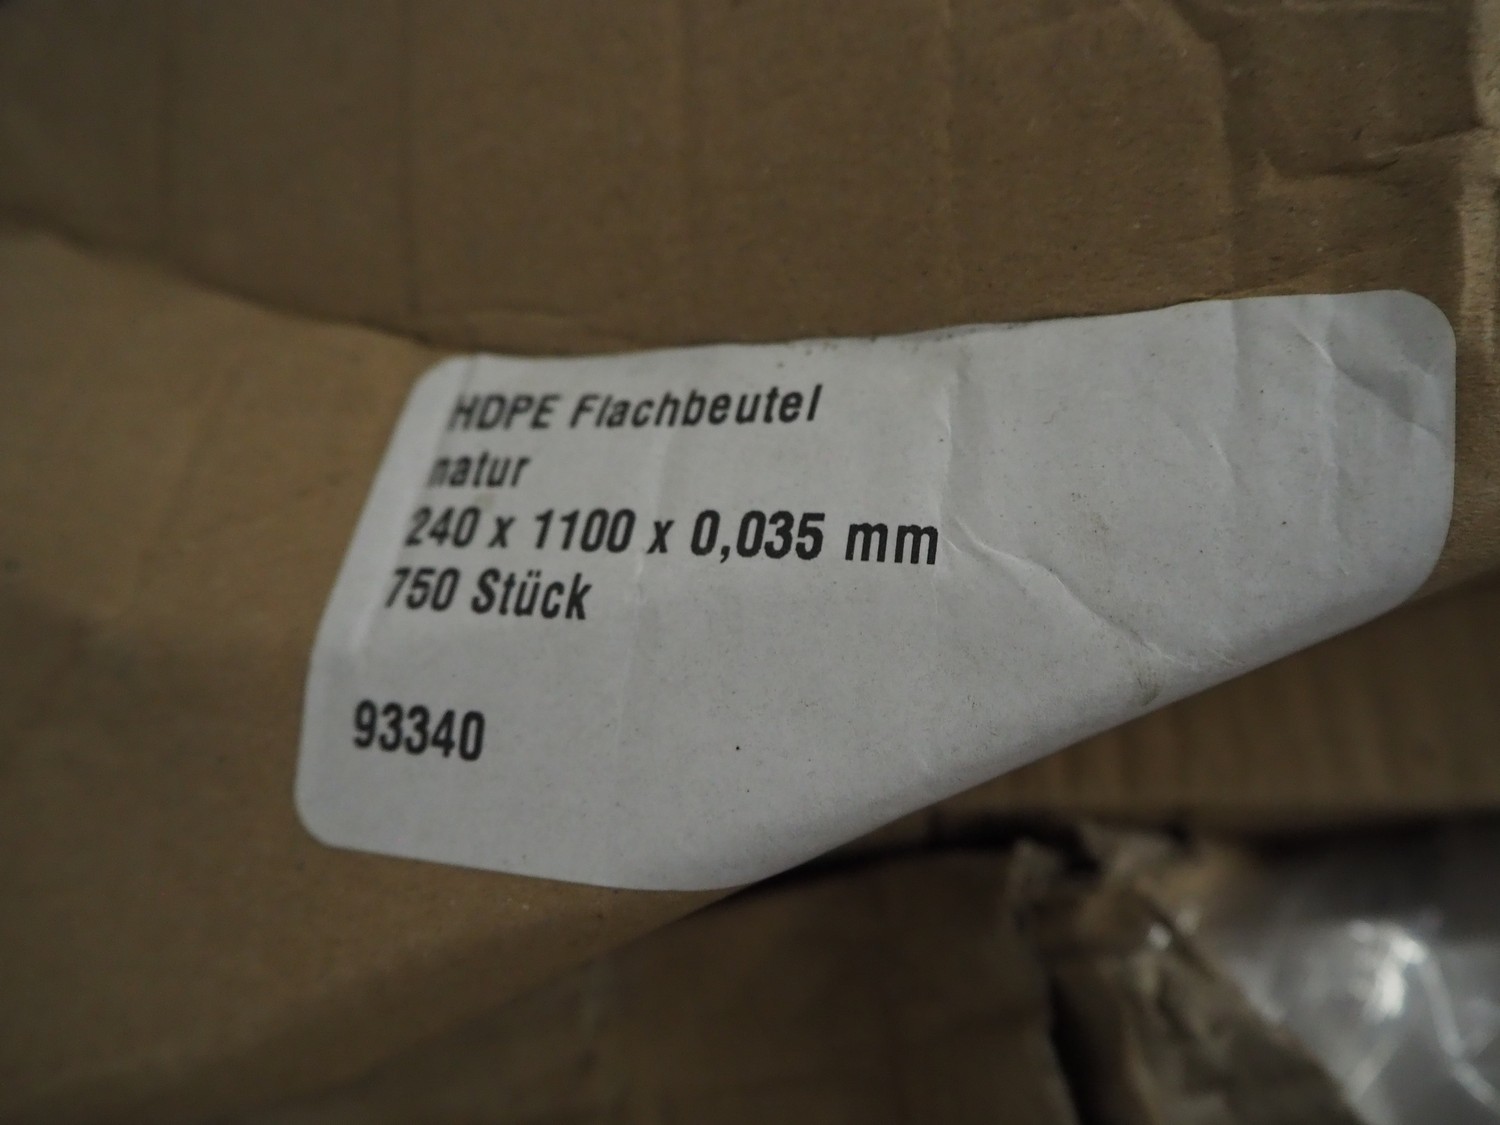 HDPE Flachbeutel
natur
240 x 1100 x 0,035 mm
750 Stück
93340